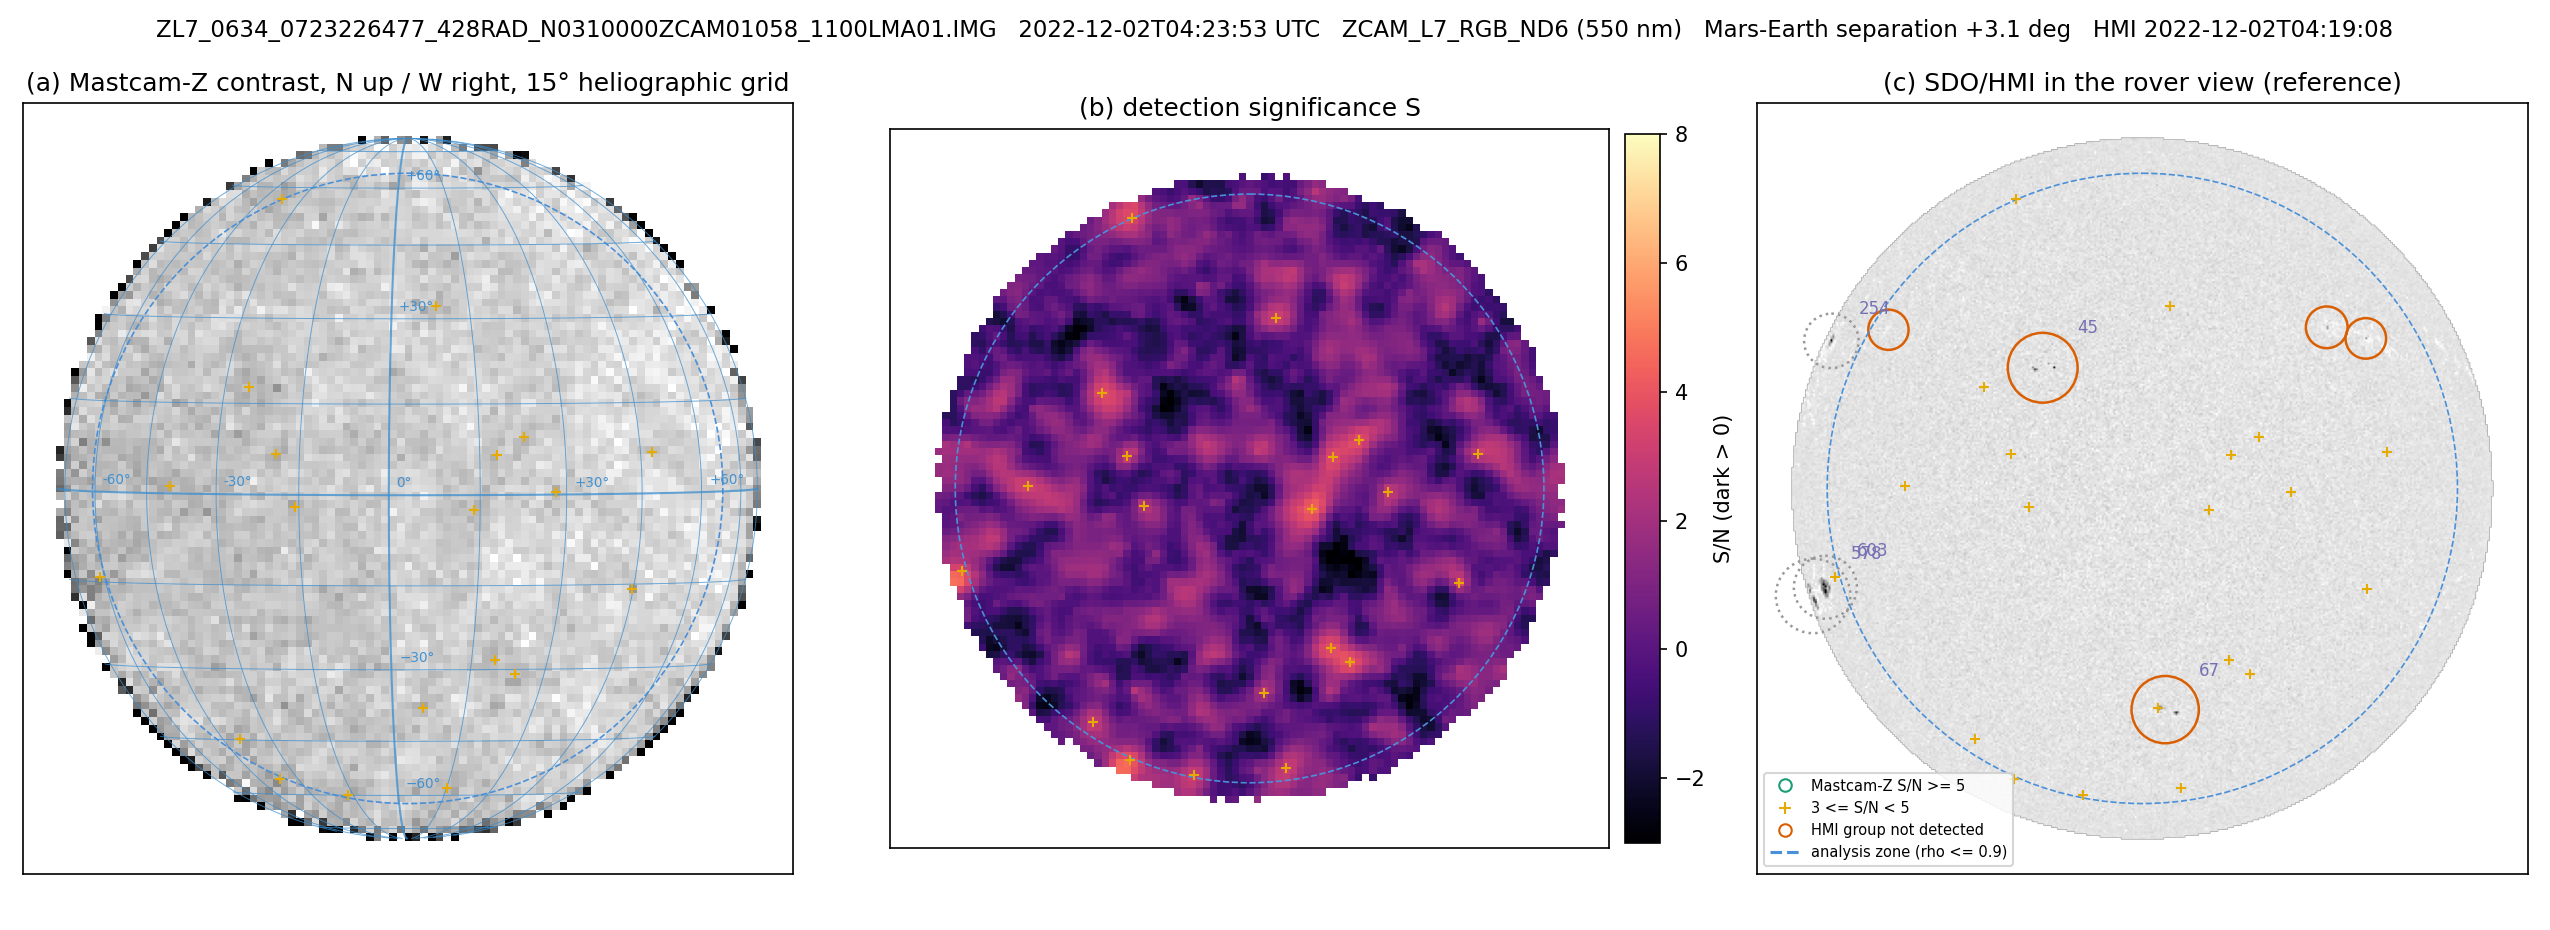 ZL7_0634_0723226477_428RAD_N0310000ZCAM01058_1100LMA01.IMG 2022-12-02T04:23:53 UTC ZCAM_L7_RGB_ND6 (550 nm) Mars-Earth separation +3.1 deg HMI 2022-12-02T04:19:08
(a) Mastcam-Z contrast, N up / W right, 15° heliographic grid
+60°
+30°
-60°
-30°
0°
+30°
+60°
−30°
−60°
(b) detection significance S
8
6
4
2
0
−2
S/N (dark > 0)
(c) SDO/HMI in the rover view (reference)
254
45
603
578
67
Mastcam-Z S/N >= 5
3 <= S/N < 5
HMI group not detected
analysis zone (rho <= 0.9)